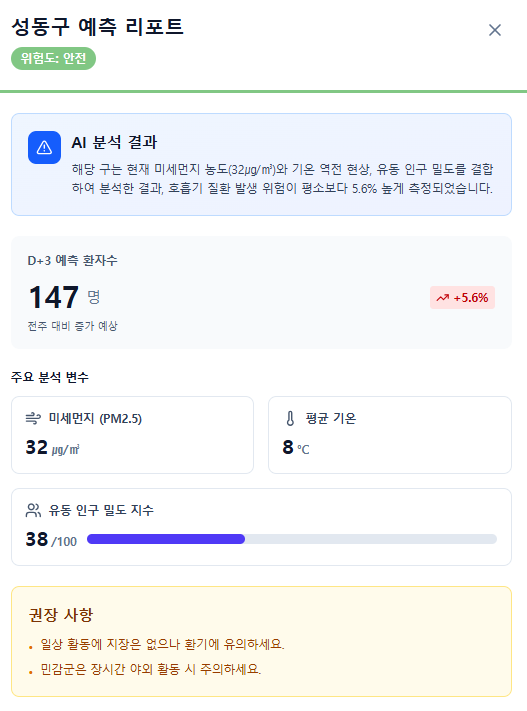 성동구 예측 리포트
위험도: 안전
AI 분석 결과
해당 구는 현재 미세먼지 농도(32㎍/㎥)와 기온 역전 현상, 유동 인구 밀도를 결합
하여 분석한 결과, 호흡기 질환 발생 위험이 평소보다 5.6% 높게 측정되었습니다.
D+3 예측 환자수
147 명
+5.6%
전주 대비 증가 예상
주요 분석 변수
미세먼지 (PM2.5)
32 ㎍/㎥
평균 기온
8 °C
유동 인구 밀도 지수
38 /100
권장 사항
• 일상 활동에 지장은 없으나 환기에 유의하세요.
• 민감군은 장시간 야외 활동 시 주의하세요.